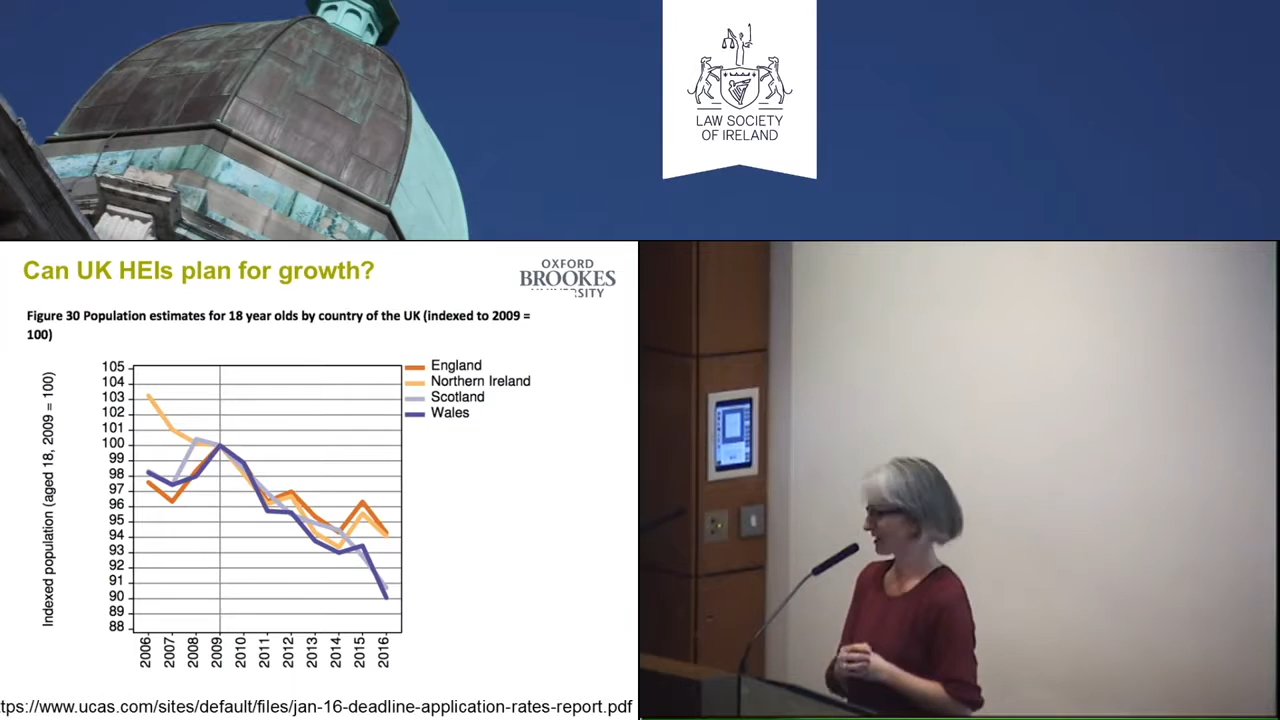 LAW SOCIETY
OF IRELAND
Can UK HEIs plan for growth?
OXFORD
BROOKES
Figure 30 Population estimates for 18 year olds by country of the UK (indexed to 2009 =
100)
Indexed population (aged 18, 2009 = 100)
105
104
103
102
101
100
99
98
97
96
95
94
93
92
91
90
89
88
2006
2007
2008
2009
2010
2011
2012
2013
2014
2015
2016
England
Northern Ireland
Scotland
Wales
tps://www.ucas.com/sites/default/files/jan-16-deadline-application-rates-report.pdf